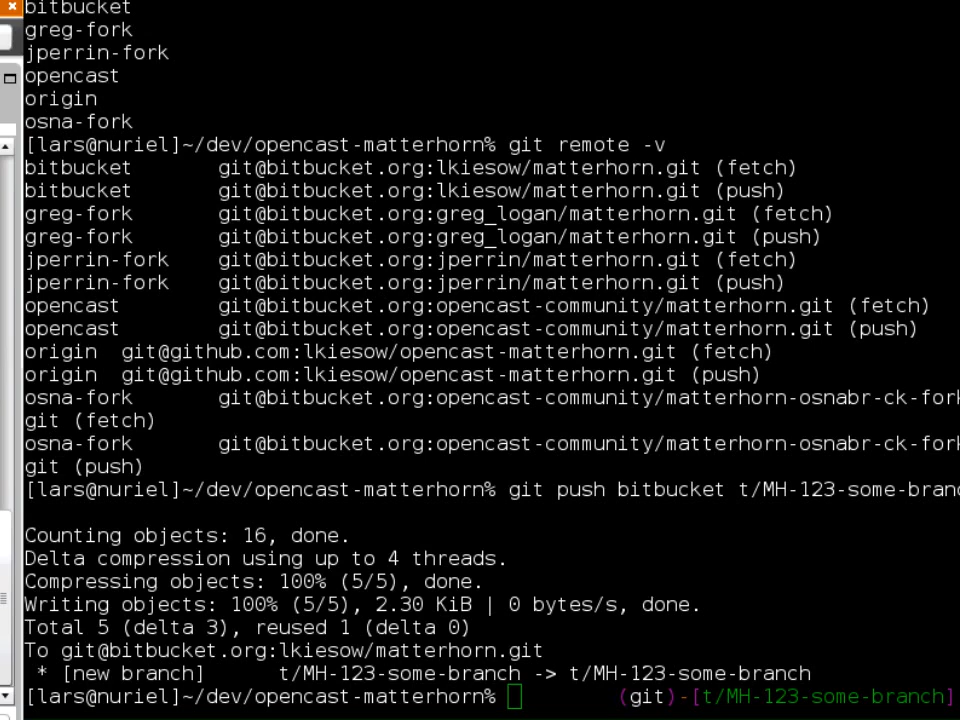 bitbucket
greg-fork
jperrin-fork
opencast
origin
osna-fork
[lars@nuriel]~/dev/opencast-matterhorn% git remote -v
bitbucket git@bitbucket.org:lkiesow/matterhorn.git (fetch)
bitbucket git@bitbucket.org:lkiesow/matterhorn.git (push)
greg-fork git@bitbucket.org:greg_logan/matterhorn.git (fetch)
greg-fork git@bitbucket.org:greg_logan/matterhorn.git (push)
jperrin-fork git@bitbucket.org:jperrin/matterhorn.git (fetch)
jperrin-fork git@bitbucket.org:jperrin/matterhorn.git (push)
opencast git@bitbucket.org:opencast-community/matterhorn.git (fetch)
opencast git@bitbucket.org:opencast-community/matterhorn.git (push)
origin git@github.com:lkiesow/opencast-matterhorn.git (fetch)
origin git@github.com:lkiesow/opencast-matterhorn.git (push)
osna-fork git@bitbucket.org:opencast-community/matterhorn-osnabr-ck-fork
git (fetch)
osna-fork git@bitbucket.org:opencast-community/matterhorn-osnabr-ck-fork
git (push)
[lars@nuriel]~/dev/opencast-matterhorn% git push bitbucket t/MH-123-some-branc
Counting objects: 16, done.
Delta compression using up to 4 threads.
Compressing objects: 100% (5/5), done.
Writing objects: 100% (5/5), 2.30 KiB | 0 bytes/s, done.
Total 5 (delta 3), reused 1 (delta 0)
To git@bitbucket.org:lkiesow/matterhorn.git
 * [new branch] t/MH-123-some-branch -> t/MH-123-some-branch
[lars@nuriel]~/dev/opencast-matterhorn% (git)-[t/MH-123-some-branch]